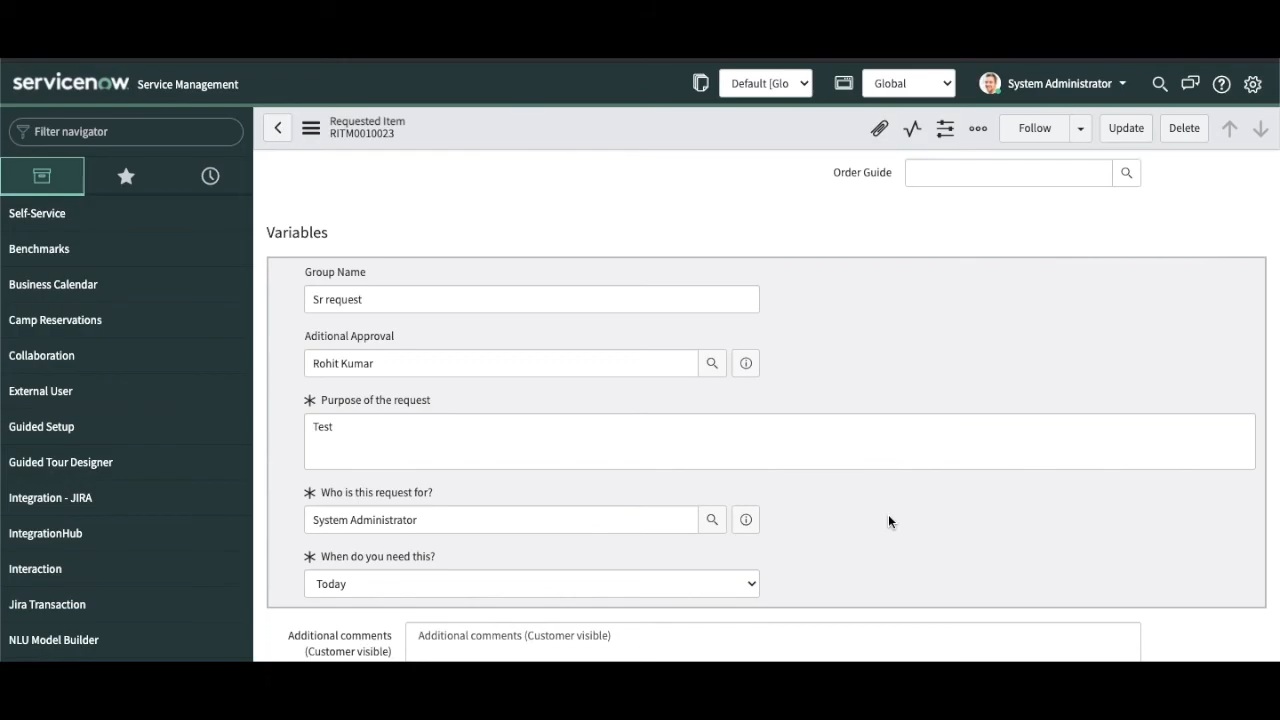 servicenow Service Management
Default [Glo
Global
System Administrator
Filter navigator
Self-Service
Benchmarks
Business Calendar
Camp Reservations
Collaboration
External User
Guided Setup
Guided Tour Designer
Integration - JIRA
IntegrationHub
Interaction
Jira Transaction
NLU Model Builder
Requested Item
RITM0010023
Follow
Update
Delete
Order Guide
Variables
Group Name
Sr request
Aditional Approval
Rohit Kumar
Purpose of the request
Test
Who is this request for?
System Administrator
When do you need this?
Today
Additional comments
(Customer visible)
Additional comments (Customer visible)